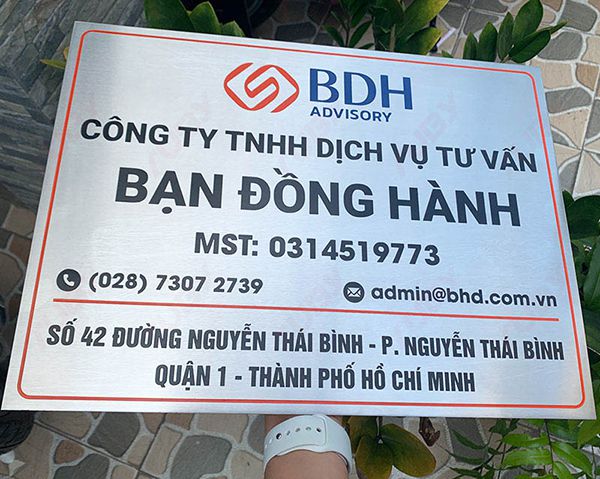 BDH
ADVISORY
CÔNG TY TNHH DỊCH VỤ TƯ VẤN
BẠN ĐỒNG HÀNH
MST: 0314519773
(028) 7307 2739
admin@bhd.com.vn
SỐ 42 ĐƯỜNG NGUYỄN THÁI BÌNH - P. NGUYỄN THÁI BÌNH
QUẬN 1 - THÀNH PHỐ HỒ CHÍ MINH